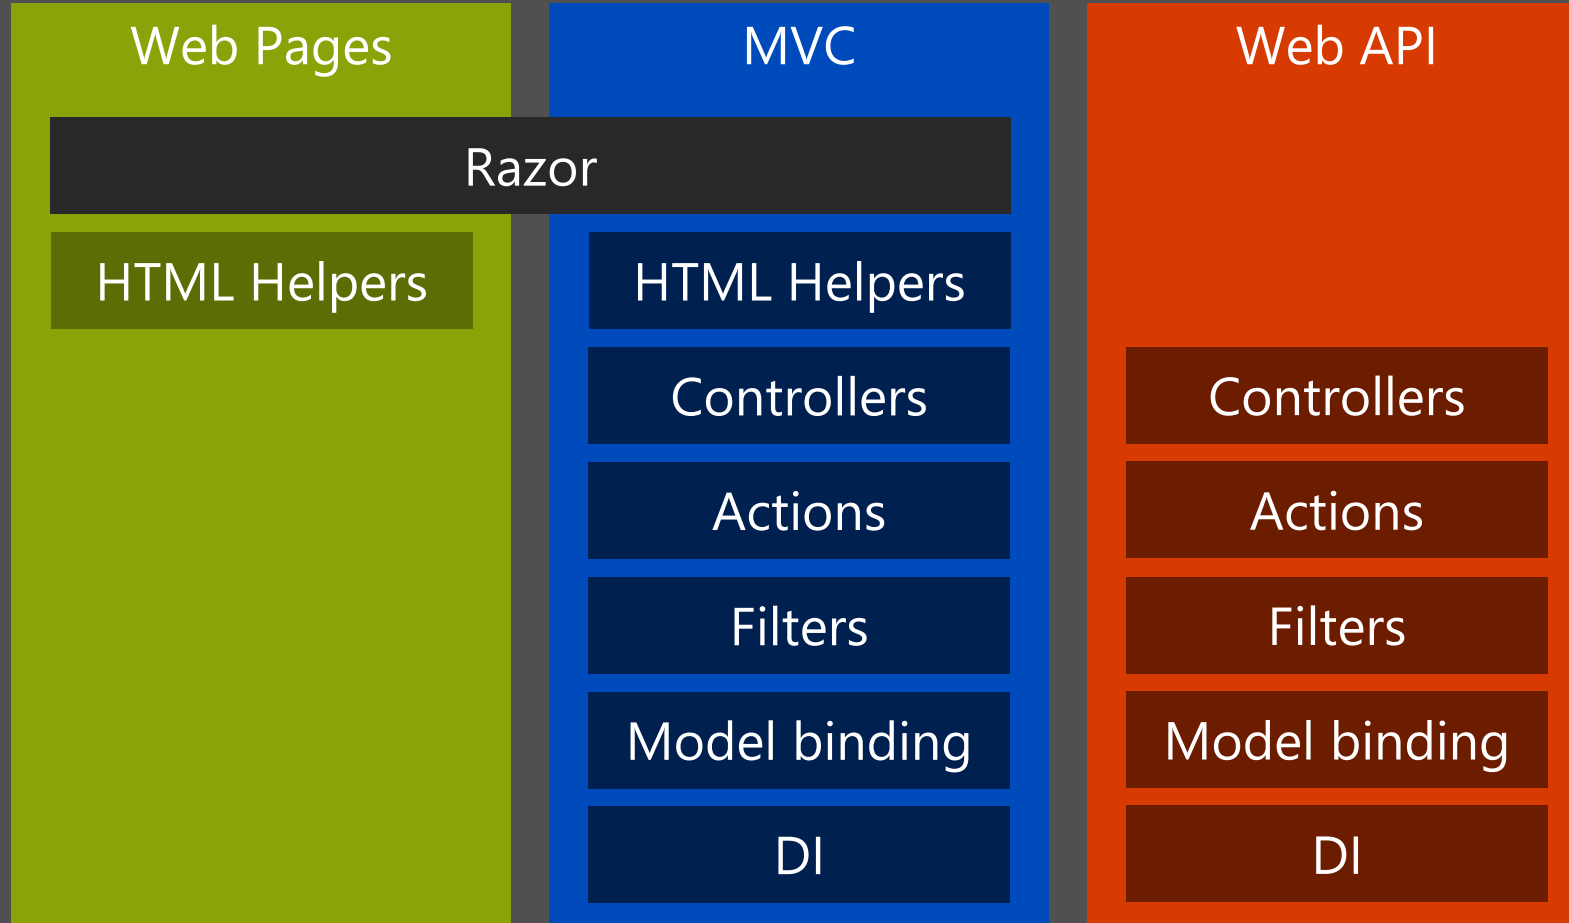 Web Pages
MVC
Web API
Razor
HTML Helpers
HTML Helpers
Controllers
Controllers
Actions
Actions
Filters
Filters
Model binding
Model binding
DI
DI